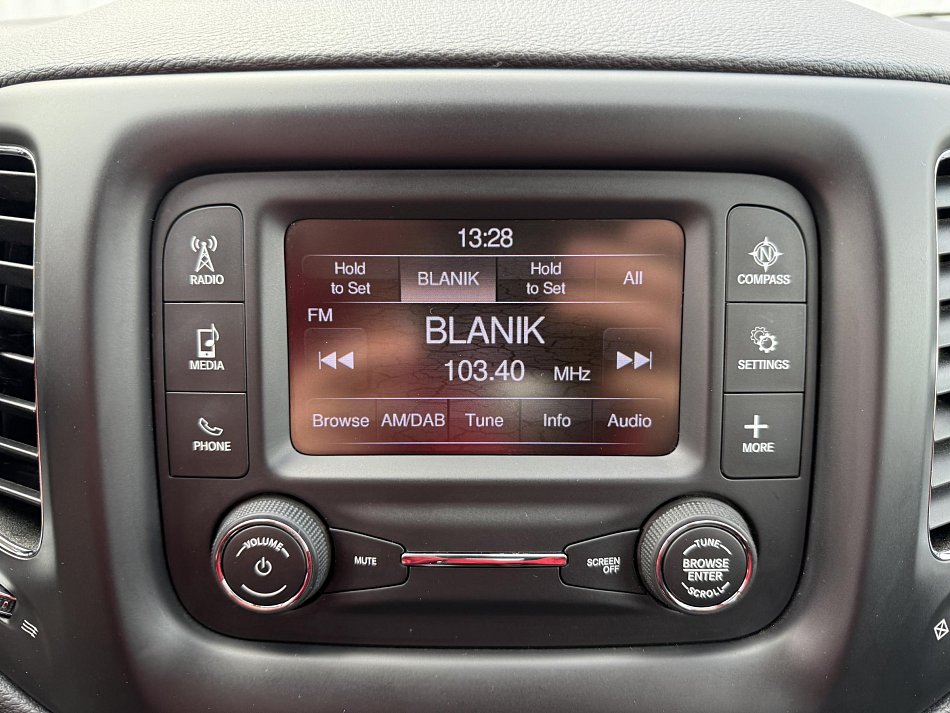 13:28
Hold
to Set
BLANIK
Hold
to Set
All
FM
BLANIK
103.40 MHz
Browse
AM/DAB
Tune
Info
Audio
RADIO
MEDIA
PHONE
N
COMPASS
SETTINGS
MORE
VOLUME
MUTE
SCREEN
OFF
TUNE
BROWSE
ENTER
SCROLL